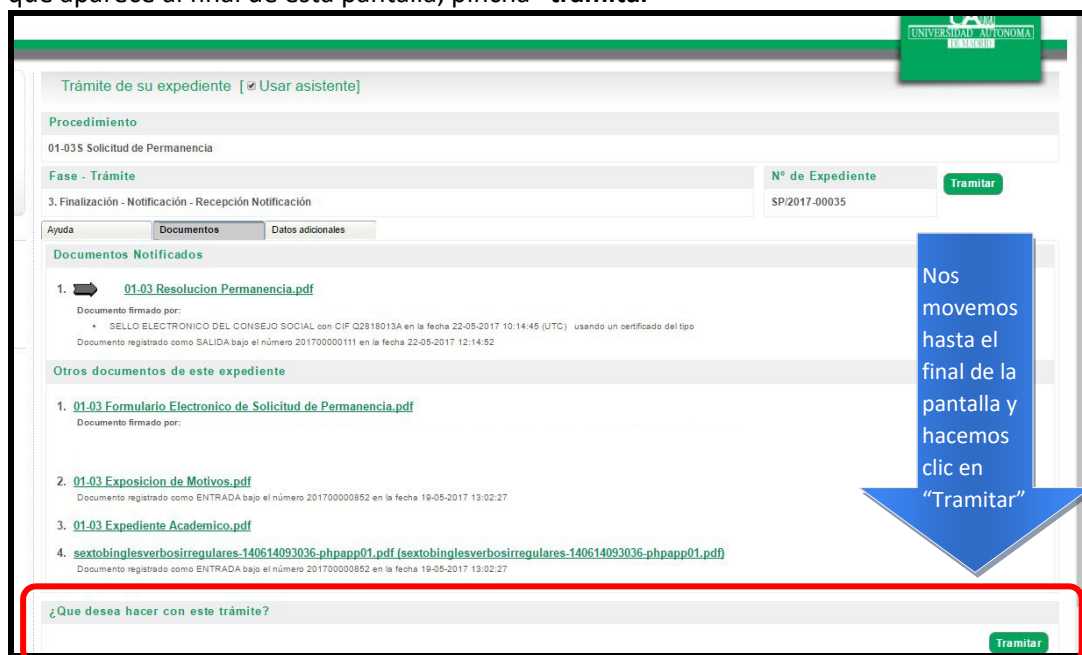 que aparece al final de esta pantalla, pincha "tramita.
UNIVERSIDAD AUTONOMA
DE MADRID
Trámite de su expediente [ Usar asistente]
Procedimiento
01-03S Solicitud de Permanencia
Fase - Trámite
Nº de Expediente
Tramitar
3. Finalización - Notificación - Recepción Notificación
SP/2017-00035
Ayuda
Documentos
Datos adicionales
Documentos Notificados
1. 01-03 Resolucion Permanencia.pdf
Documento firmado por:
• SELLO ELECTRONICO DEL CONSEJO SOCIAL con CIF Q2818013A en la fecha 22-05-2017 10:14:45 (UTC) usando un certificado del tipo
Documento registrado como SALIDA bajo el número 201700000111 en la fecha 22-05-2017 12:14:52
Otros documentos de este expediente
1. 01-03 Formulario Electronico de Solicitud de Permanencia.pdf
Documento firmado por:
2. 01-03 Exposicion de Motivos.pdf
Documento registrado como ENTRADA bajo el número 201700000852 en la fecha 19-05-2017 13:02:27
3. 01-03 Expediente Academico.pdf
4. sextobinglesverbosirregulares-140614093036-phpapp01.pdf (sextobinglesverbosirregulares-140614093036-phpapp01.pdf)
Documento registrado como ENTRADA bajo el número 201700000852 en la fecha 19-05-2017 13:02:27
Nos
movemos
hasta el
final de la
pantalla y
hacemos
clic en
“Tramitar”
¿Que desea hacer con este trámite?
Tramitar